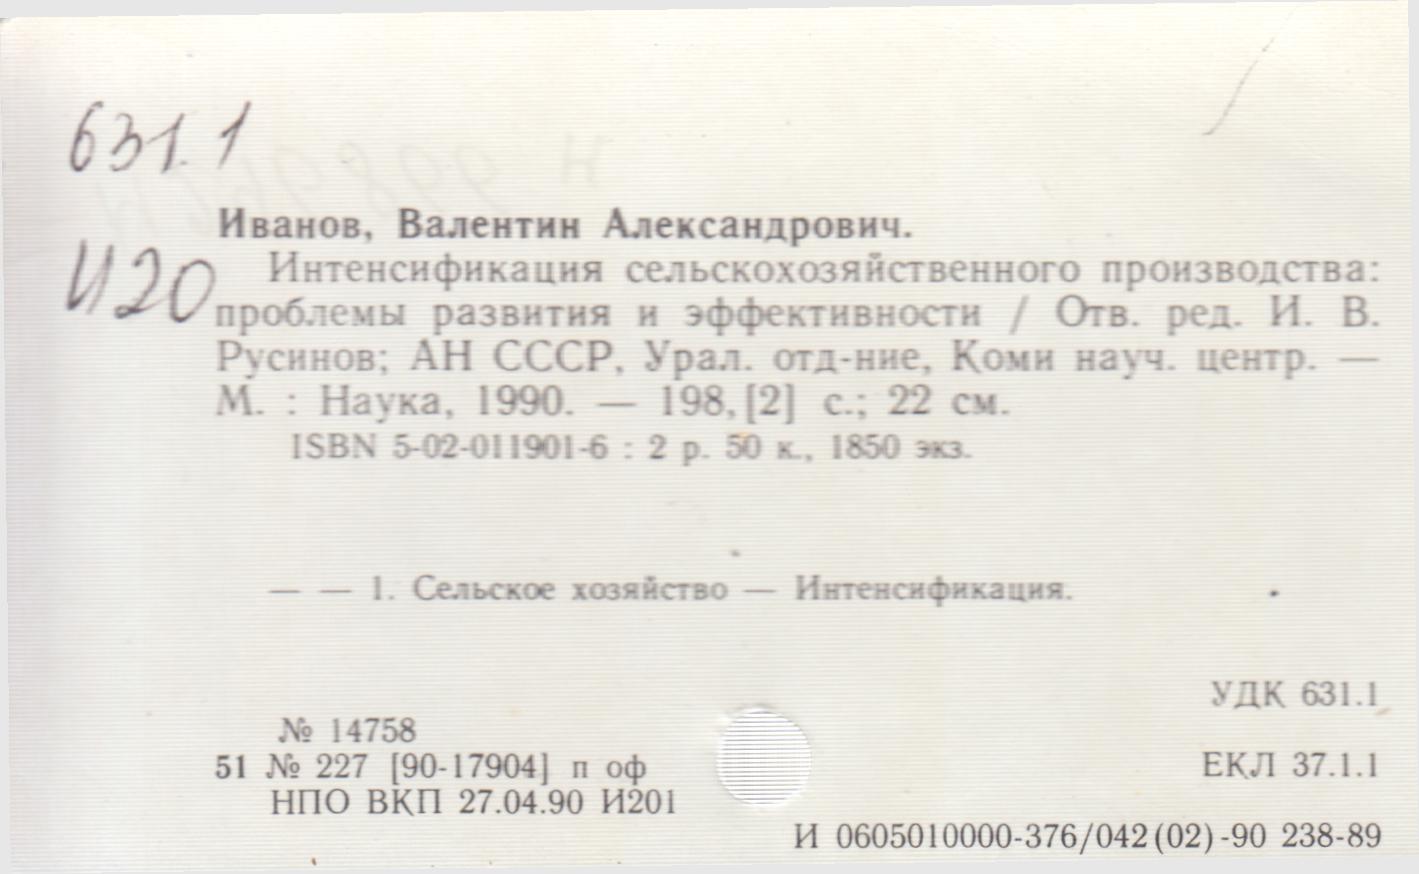 631.1
Иванов, Валентин Александрович.
И20
Интенсификация сельскохозяйственного производства:
проблемы развития и эффективности / Отв. ред. И. В.
Русинов; АН СССР, Урал. отд-ние, Коми науч. центр. —
М. : Наука, 1990. — 198, [2] с.; 22 см.
ISBN 5-02-011901-6 : 2 р. 50 к., 1850 экз.
— — 1. Сельское хозяйство — Интенсификация.
УДК 631.1
№ 14758
51 № 227 [90-17904] п оф
ЕКЛ 37.1.1
НПО ВКП 27.04.90 И201
И 0605010000-376/042(02)-90 238-89